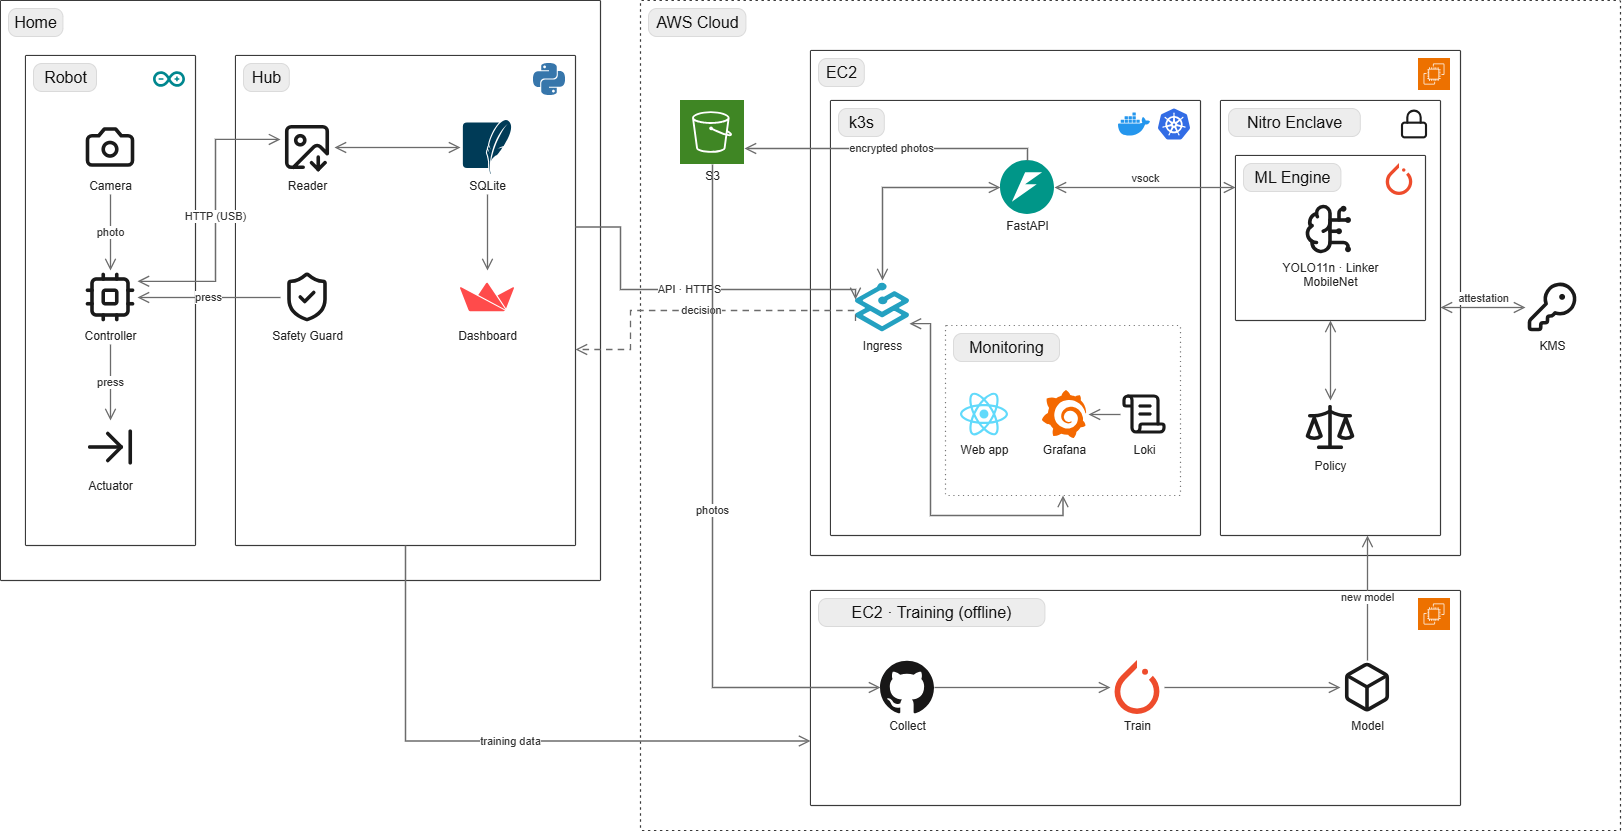 Home
AWS Cloud
Robot
Hub
EC2
k3s
Nitro Enclave
ML Engine
Camera
Reader
SQLite
S3
encrypted photos
vsock
FastAPI
HTTP (USB)
photo
YOLO11n · Linker
MobileNet
API · HTTPS
press
decision
attestation
Controller
Safety Guard
Dashboard
Ingress
Monitoring
KMS
press
Web app
Grafana
Loki
Policy
Actuator
photos
new model
EC2 · Training (offline)
Collect
Train
Model
training data